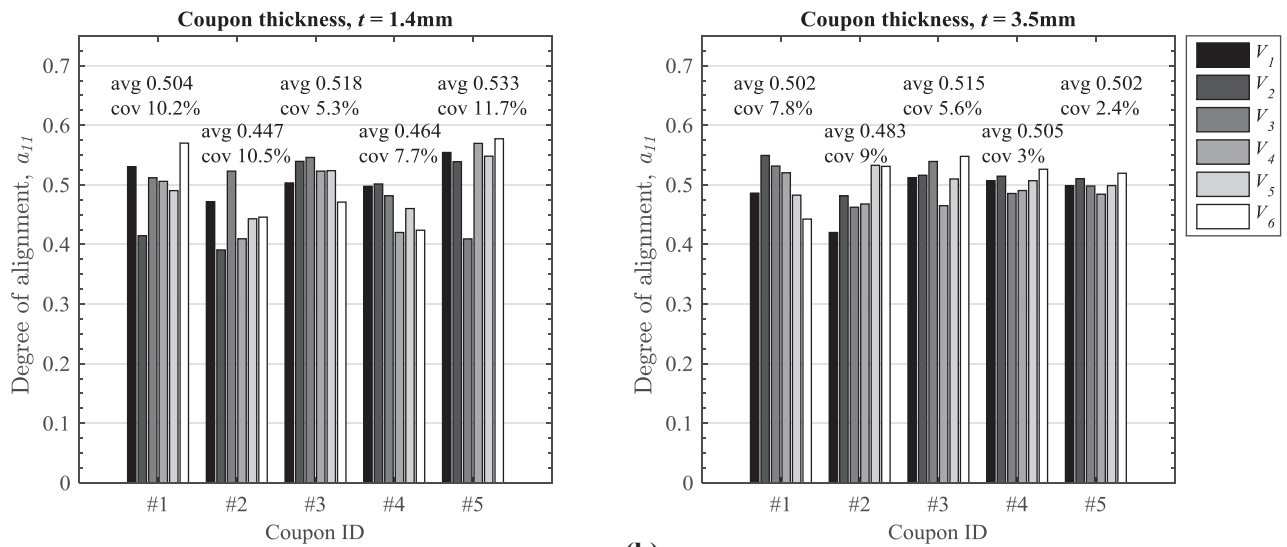 Coupon thickness, t = 1.4mm
Degree of alignment, a11
0.7
0.6
0.5
0.4
0.3
0.2
0.1
0
avg 0.504
cov 10.2%
avg 0.447
cov 10.5%
avg 0.518
cov 5.3%
avg 0.464
cov 7.7%
avg 0.533
cov 11.7%
#1 #2 #3 #4 #5
Coupon ID
Coupon thickness, t = 3.5mm
Degree of alignment, a11
0.7
0.6
0.5
0.4
0.3
0.2
0.1
0
avg 0.502
cov 7.8%
avg 0.483
cov 9%
avg 0.515
cov 5.6%
avg 0.505
cov 3%
avg 0.502
cov 2.4%
#1 #2 #3 #4 #5
Coupon ID
V1
V2
V3
V4
V5
V6